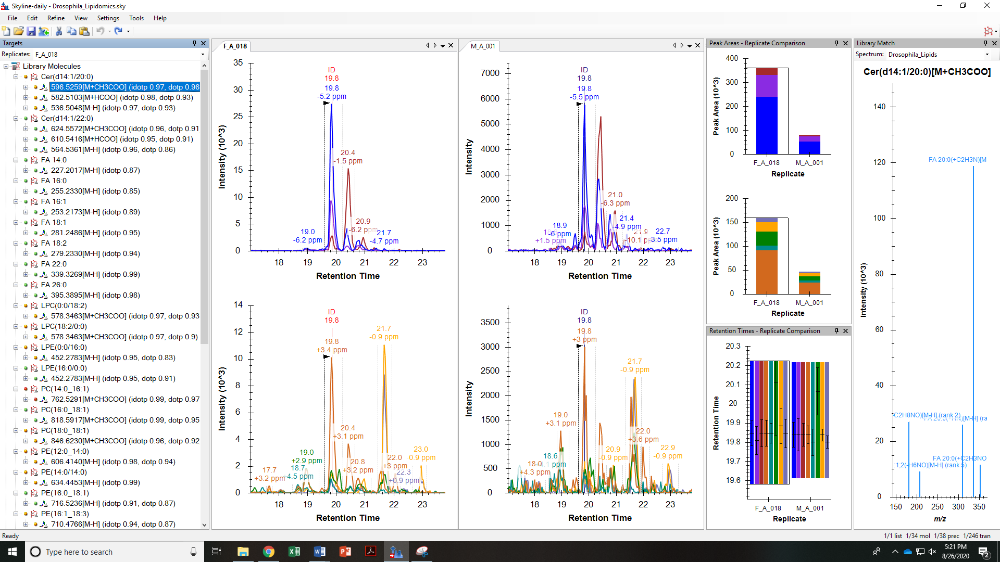 Skyline-daily - Drosophila_Lipidomics.sky
File Edit Refine View Settings Tools Help
Targets
Replicates: F_A_018
Library Molecules
Cer(d14:1/20:0)
596.5259[M+CH3COO] (idotp 0.97, dotp 0.96
582.5103[M+HCOO] (idotp 0.98, dotp 0.93)
536.5048[M-H] (idotp 0.97, dotp 0.93)
Cer(d14:1/22:0)
624.5572[M+CH3COO] (idotp 0.96, dotp 0.91
610.5416[M+HCOO] (idotp 0.95, dotp 0.91)
564.5361[M-H] (idotp 0.96, dotp 0.86)
FA 14:0
227.2017[M-H] (idotp 0.87)
FA 16:0
255.2330[M-H] (idotp 0.85)
FA 16:1
253.2173[M-H] (idotp 0.89)
FA 18:1
281.2486[M-H] (idotp 0.95)
FA 18:2
279.2330[M-H] (idotp 0.94)
FA 22:0
339.3269[M-H] (idotp 0.99)
FA 26:0
395.3895[M-H] (idotp 0.98)
LPC(0:0/18:2)
578.3463[M+CH3COO] (idotp 0.97, dotp 0.93
LPC(18:2/0:0)
578.3463[M+CH3COO] (idotp 0.97, dotp 0.9)
LPE(0:0/16:0)
452.2783[M-H] (idotp 0.95, dotp 0.83)
LPE(16:0/0:0)
452.2783[M-H] (idotp 0.95, dotp 0.91)
PC(14:0_16:1)
762.5291[M+CH3COO] (idotp 0.99, dotp 0.97
PC(16:0_18:1)
818.5917[M+CH3COO] (idotp 0.99, dotp 0.95
PC(18:0_18:1)
846.6230[M+CH3COO] (idotp 0.96, dotp 0.92
PE(12:0_14:0)
606.4140[M-H] (idotp 0.98, dotp 0.94)
PE(14:0/14:0)
634.4453[M-H] (idotp 0.99)
PE(16:0_18:1)
716.5236[M-H] (idotp 0.91, dotp 0.87)
PE(16:1_18:3)
710.4766[M-H] (idotp 0.94, dotp 0.87)
F_A_018
35
30
25
20
15
10
5
0
Intensity (10^3)
ID
19.8
19.8
-5.2 ppm
20.4
-1.5 ppm
19.0
-6.2 ppm
20.9
-6.2 ppm
21.7
-4.7 ppm
18 19 20 21 22 23
Retention Time
14
12
10
8
6
4
2
0
Intensity (10^3)
ID
19.8
19.8
+3.4 ppm
21.7
-0.9 ppm
20.4
+3.1 ppm
19.0
+2.9 ppm
17.7
+3.2 ppm
18.7
+4.5 ppm
20.8
+3.2 ppm
22.0
+3 ppm
22.3
+0.9 ppm
23.0
-0.9 ppm
18 19 20 21 22 23
Retention Time
M_A_001
7000
6000
5000
4000
3000
2000
1000
0
Intensity
ID
19.8
19.8
-5.5 ppm
21.0
-6.3 ppm
18.9
-6 ppm
+1.5 ppm
21.4
-4.9 ppm
21.9
-10.1
22.7
-3.5 ppm
18 19 20 21 22 23
Retention Time
3500
3000
2500
2000
1500
1000
500
0
Intensity
ID
19.8
19.8
+3 ppm
21.7
-0.9 ppm
19.0
+3.1 ppm
22.0
+3.6 ppm
20.9
-0.9 ppm
22.9
-0.9 ppm
18.6
ppm
18.0
+4.3 ppm
18 19 20 21 22 23
Retention Time
Peak Areas - Replicate Comparison
400
300
200
100
0
Peak Area (10^3)
F_A_018 M_A_001
Replicate
200
150
100
50
0
Peak Area (10^3)
F_A_018 M_A_001
Replicate
Retention Times - Replicate Comparison
20.3
20.2
20.1
20
19.9
19.8
19.7
19.6
Retention Time
F_A_018 M_A_001
Replicate
Library Match
Spectrum: Drosophila_Lipids
Cer(d14:1/20:0)[M+CH3COO]
140
120
100
80
60
40
20
0
Intensity (10^3)
FA 20:0(+C2H3N)[M
C2H8NO)[M-H] (rank 2)
FA 20:0(+HN)[M-H] (ra
FA 20:0(+C2H3NO
1;2(-H6NO)[M-H] (rank 5)
150 200 250 300 350
m/z
Ready
1/1 list 1/34 mol 1/38 prec 1/246 tran
Type here to search
5:21 PM
8/26/2020
2